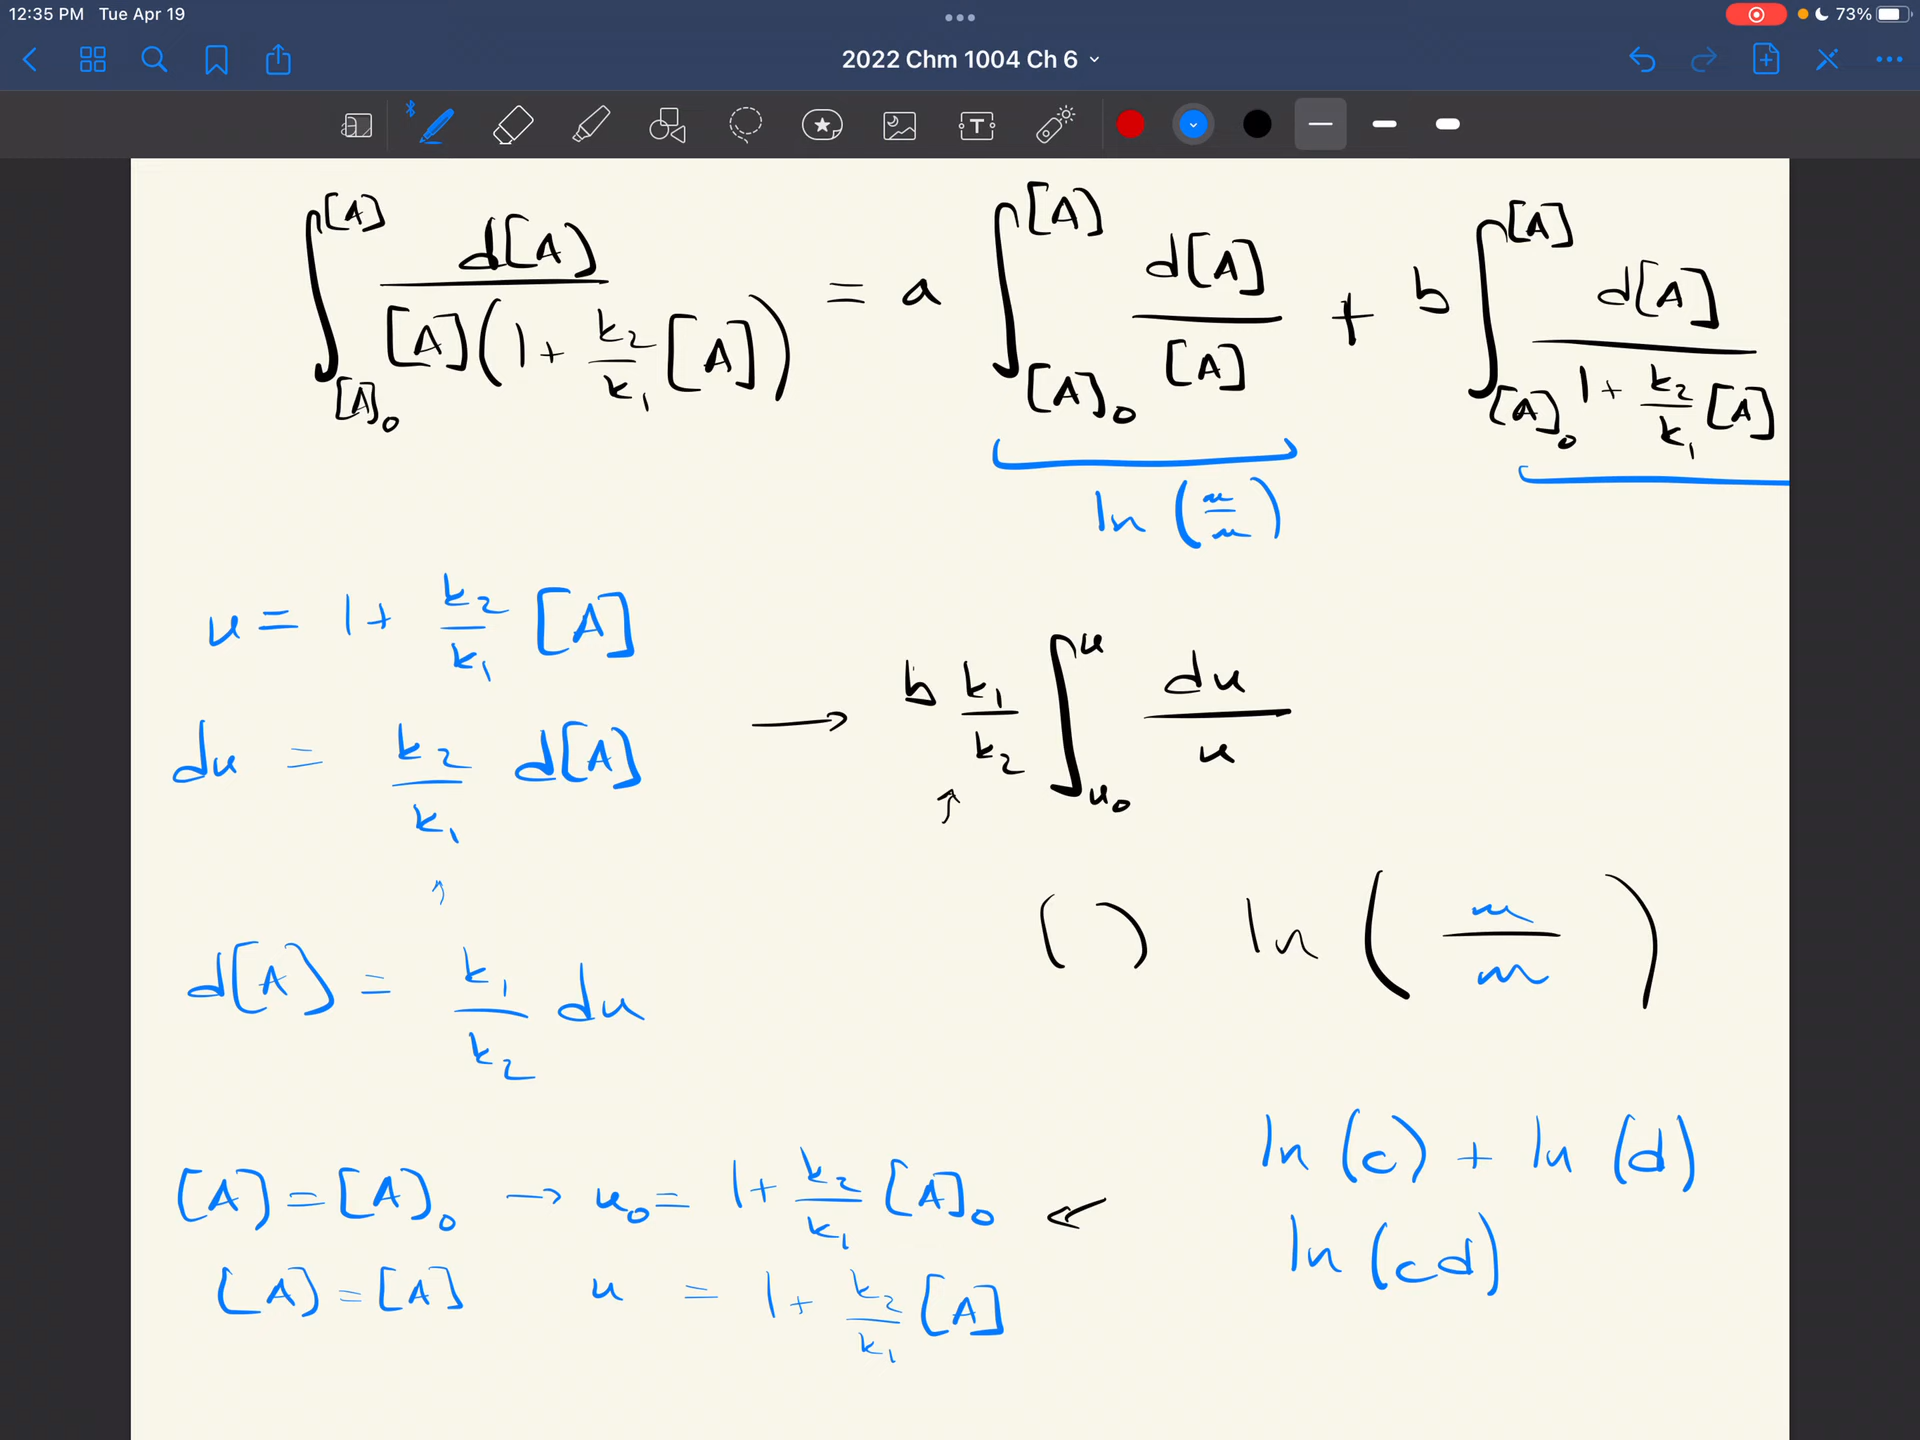 12:35 PM Tue Apr 19
73%
2022 Chm 1004 Ch 6
∫_{[A]₀}^{[A]} d[A] / ([A](1 + k₂/k₁ [A])) = a ∫_{[A]₀}^{[A]} d[A]/[A] + b ∫_{[A]₀}^{[A]} d[A] / (1 + k₂/k₁ [A])
ln ( )
u = 1 + k₂/k₁ [A]
du = k₂/k₁ d[A] → b k₁/k₂ ∫_{u₀}^{u} du/u
( ) ln ( )
d[A] = k₁/k₂ du
[A] = [A]₀ → u₀ = 1 + k₂/k₁ [A]₀
[A] = [A] u = 1 + k₂/k₁ [A]
ln (c) + ln (d)
ln (cd)